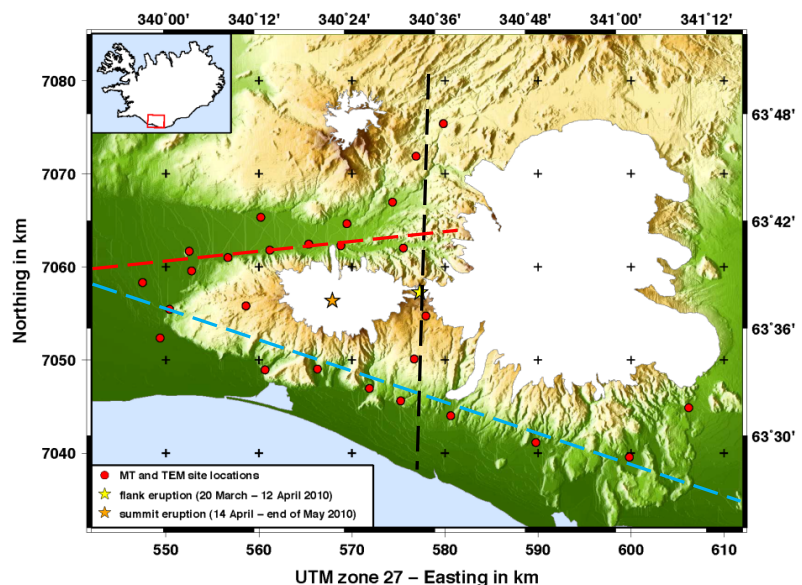 340°00' 340°12' 340°24' 340°36' 340°48' 341°00' 341°12'
7080
7070
7060
7050
7040
Northing in km
63°48'
63°42'
63°36'
63°30'
MT and TEM site locations
flank eruption (20 March – 12 April 2010)
summit eruption (14 April – end of May 2010)
550 560 570 580 590 600 610
UTM zone 27 – Easting in km